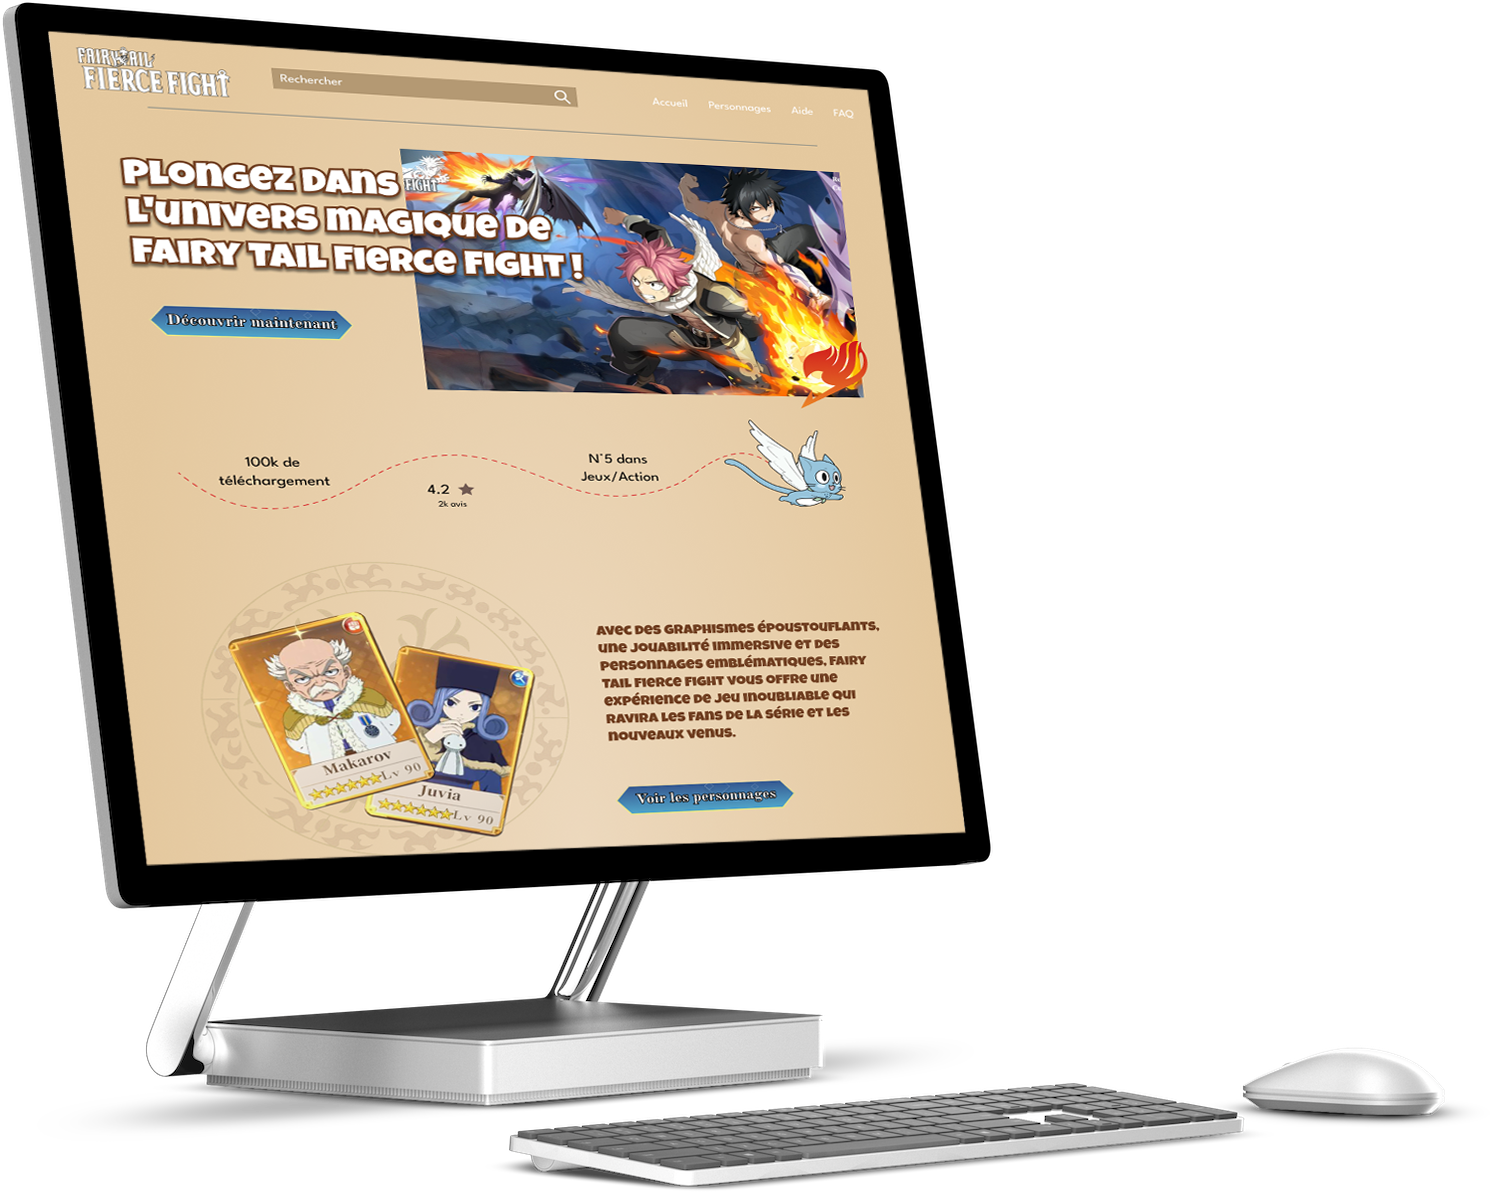 FAIRY TAIL
FIERCE FIGHT
Rechercher
Accueil
Personnages
Aide
FAQ
Plongez dans
l'univers magique de
FAIRY TAIL Fierce Fight !
FIGHT
Découvrir maintenant
100k de
téléchargement
4.2
2k avis
N°5 dans
Jeux/Action
Avec des graphismes époustouflants,
une jouabilité immersive et des
personnages emblématiques, Fairy
Tail Fierce Fight vous offre une
expérience de jeu inoubliable qui
ravira les fans de la série et les
nouveaux venus.
Makarov
Lv 90
Juvia
Lv 90
Voir les personnages